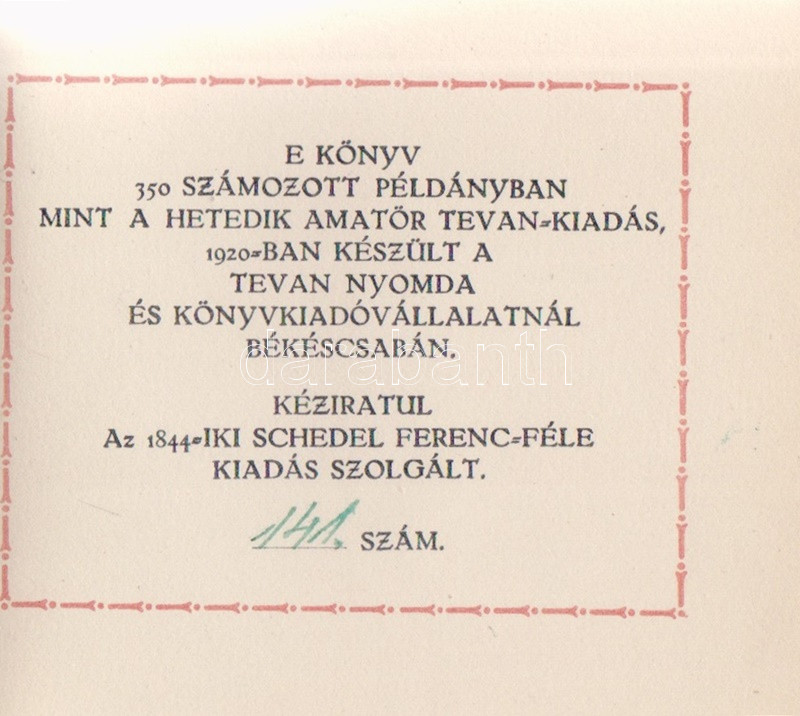 E KÖNYV
350 SZÁMOZOTT PÉLDÁNYBAN
MINT A HETEDIK AMATÖR TEVAN=KIADÁS,
1920=BAN KÉSZÜLT A
TEVAN NYOMDA
ÉS KÖNYVKIADÓVÁLLALATNÁL
BÉKÉSCSABÁN.
darabanth
KÉZIRATUL
Az 1844=IKI SCHEDEL FERENC=FÉLE
KIADÁS SZOLGÁLT.
141. SZÁM.